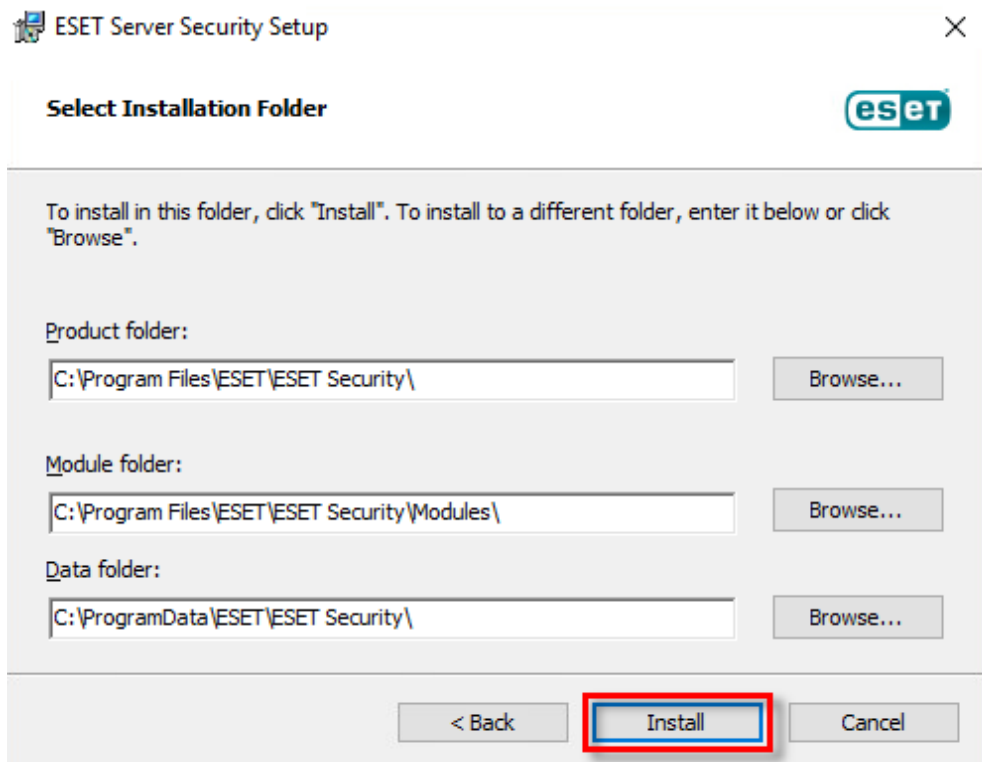 ESET Server Security Setup
Select Installation Folder
eseT
To install in this folder, click "Install". To install to a different folder, enter it below or click
"Browse".
Product folder:
C:\Program Files\ESET\ESET Security\
Browse...
Module folder:
C:\Program Files\ESET\ESET Security\Modules\
Browse...
Data folder:
C:\ProgramData\ESET\ESET Security\
Browse...
< Back
Install
Cancel